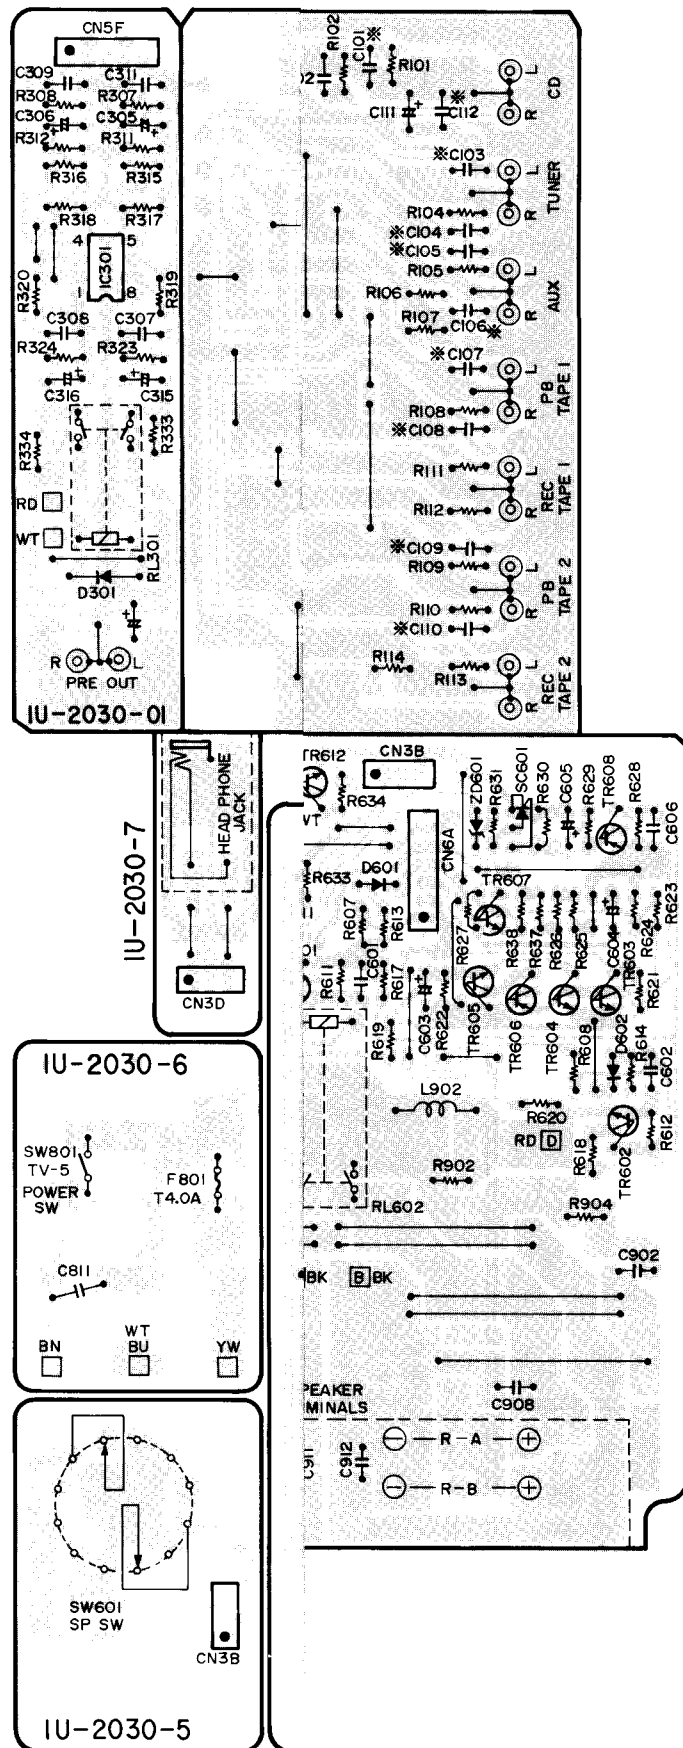 CN5F
C309
C311
R308
R307
C306
C305
R312
R311
R316
R315
R318
R317
4
5
IC301
1
8
R320
R319
C308
C307
R324
R323
C316
C315
R334
R333
RD
WT
RL301
D301
R
L
PRE OUT
1U-2030-01
R102
C101
※
R101
02
C111
※
C112
L
CD
R
※C103
L
TUNER
R
R104
※C104
※C105
R105
L
AUX
R106
C106
※
R
R107
※C107
L
PB
TAPE 1
R108
R
※C108
R111
L
REC
TAPE 1
R112
R
※C109
R109
L
PB
TAPE 2
R110
R
※C110
R114
R113
L
REC
TAPE 2
R
1U-2030-7
HEAD PHONE
JACK
CN3D
1U-2030-6
SW801
TV-5
POWER
SW
F801
T4.0A
C811
BN
WT
BU
YW
SW601
SP SW
CN3B
1U-2030-5
TR612
CN3B
R634
WT
CN6A
ZD601
R631
SC601
R630
C605
R629
TR608
R628
C606
D601
R633
TR607
R607
R613
R627
R638
R637
R626
R625
C604
TR603
R624
R623
R611
C601
R617
C603
R622
TR605
TR606
TR604
R608
D602
R614
R621
C602
R619
L902
R620
RD
D
R618
TR602
R612
R902
RL602
R904
C902
BK
B
BK
PEAKER
MINALS
C908
C911
C912
R-A
R-B